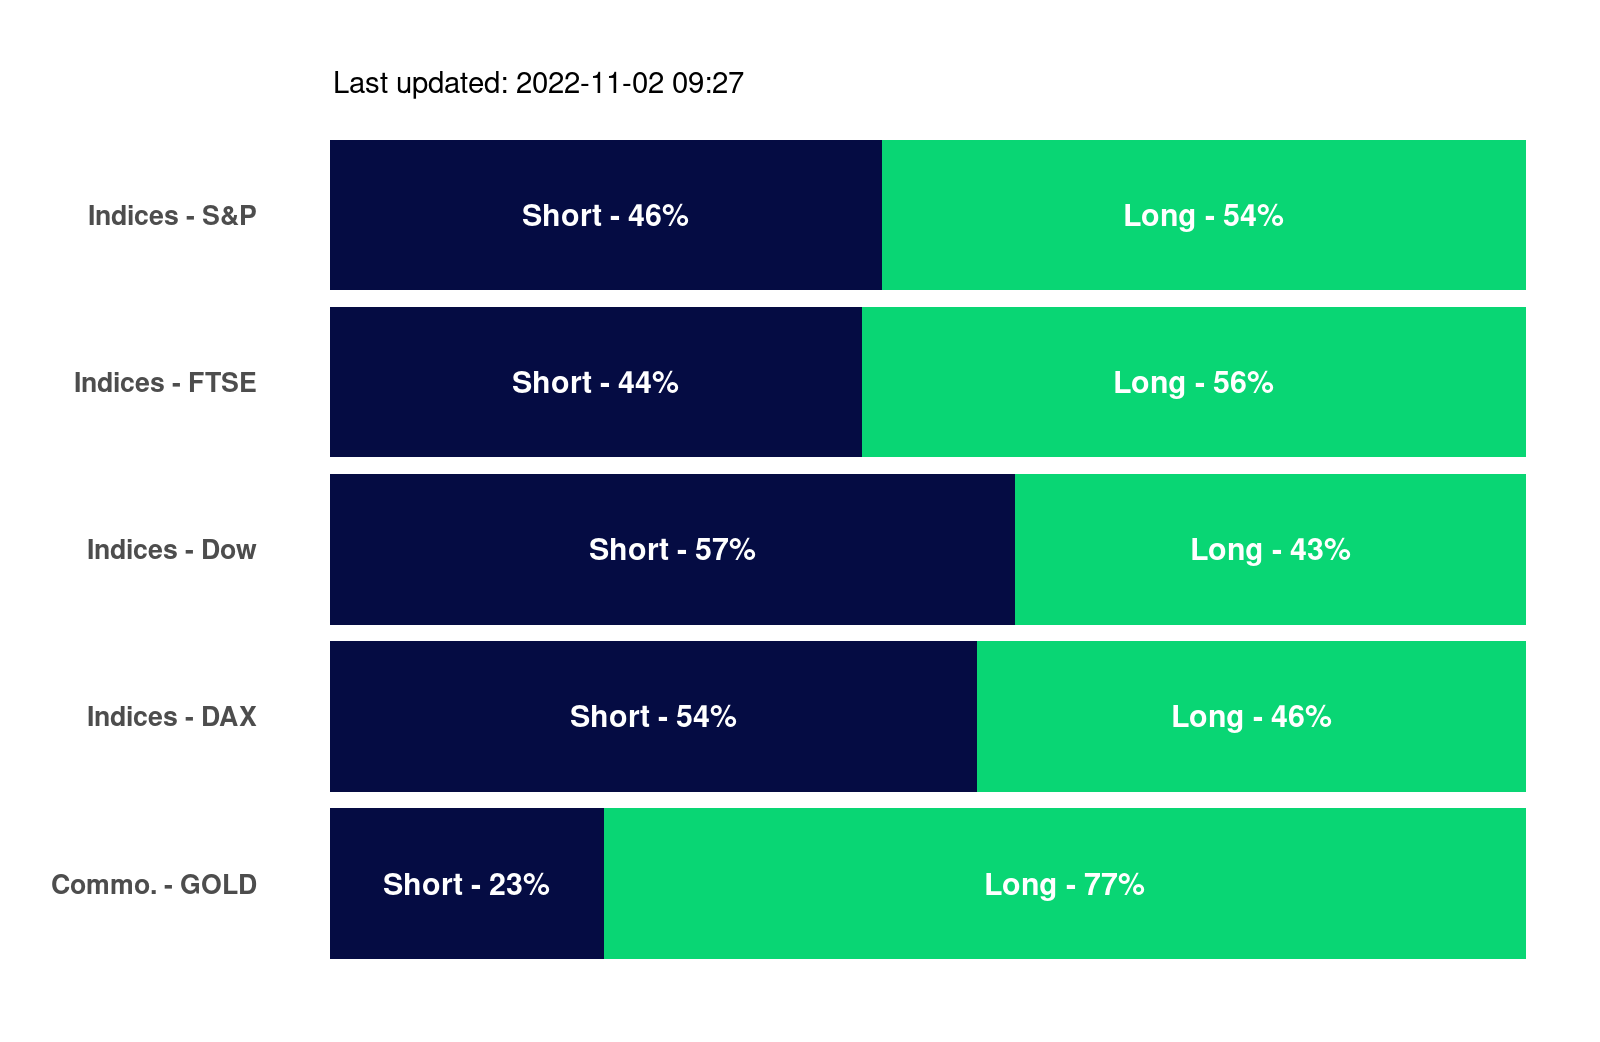 Last updated: 2022-11-02 09:27
Indices - S&P Short - 46% Long - 54%
Indices - FTSE Short - 44% Long - 56%
Indices - Dow Short - 57% Long - 43%
Indices - DAX Short - 54% Long - 46%
Commo. - GOLD Short - 23% Long - 77%